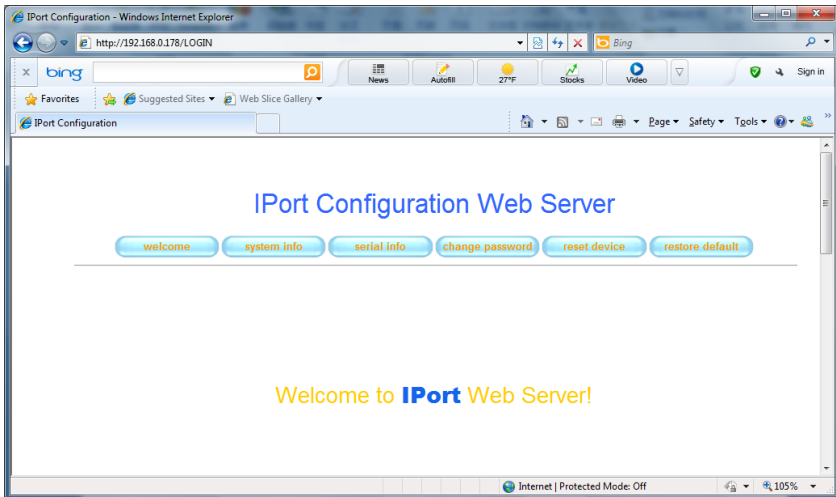 IPort Configuration - Windows Internet Explorer
http://192.168.0.178/LOGIN
Bing
bing
News
Autofill
27°F
Stocks
Video
Sign in
Favorites
Suggested Sites
Web Slice Gallery
IPort Configuration
Page
Safety
Tools
IPort Configuration Web Server
welcome
system info
serial info
change password
reset device
restore default
Welcome to IPort Web Server!
Internet | Protected Mode: Off
105%